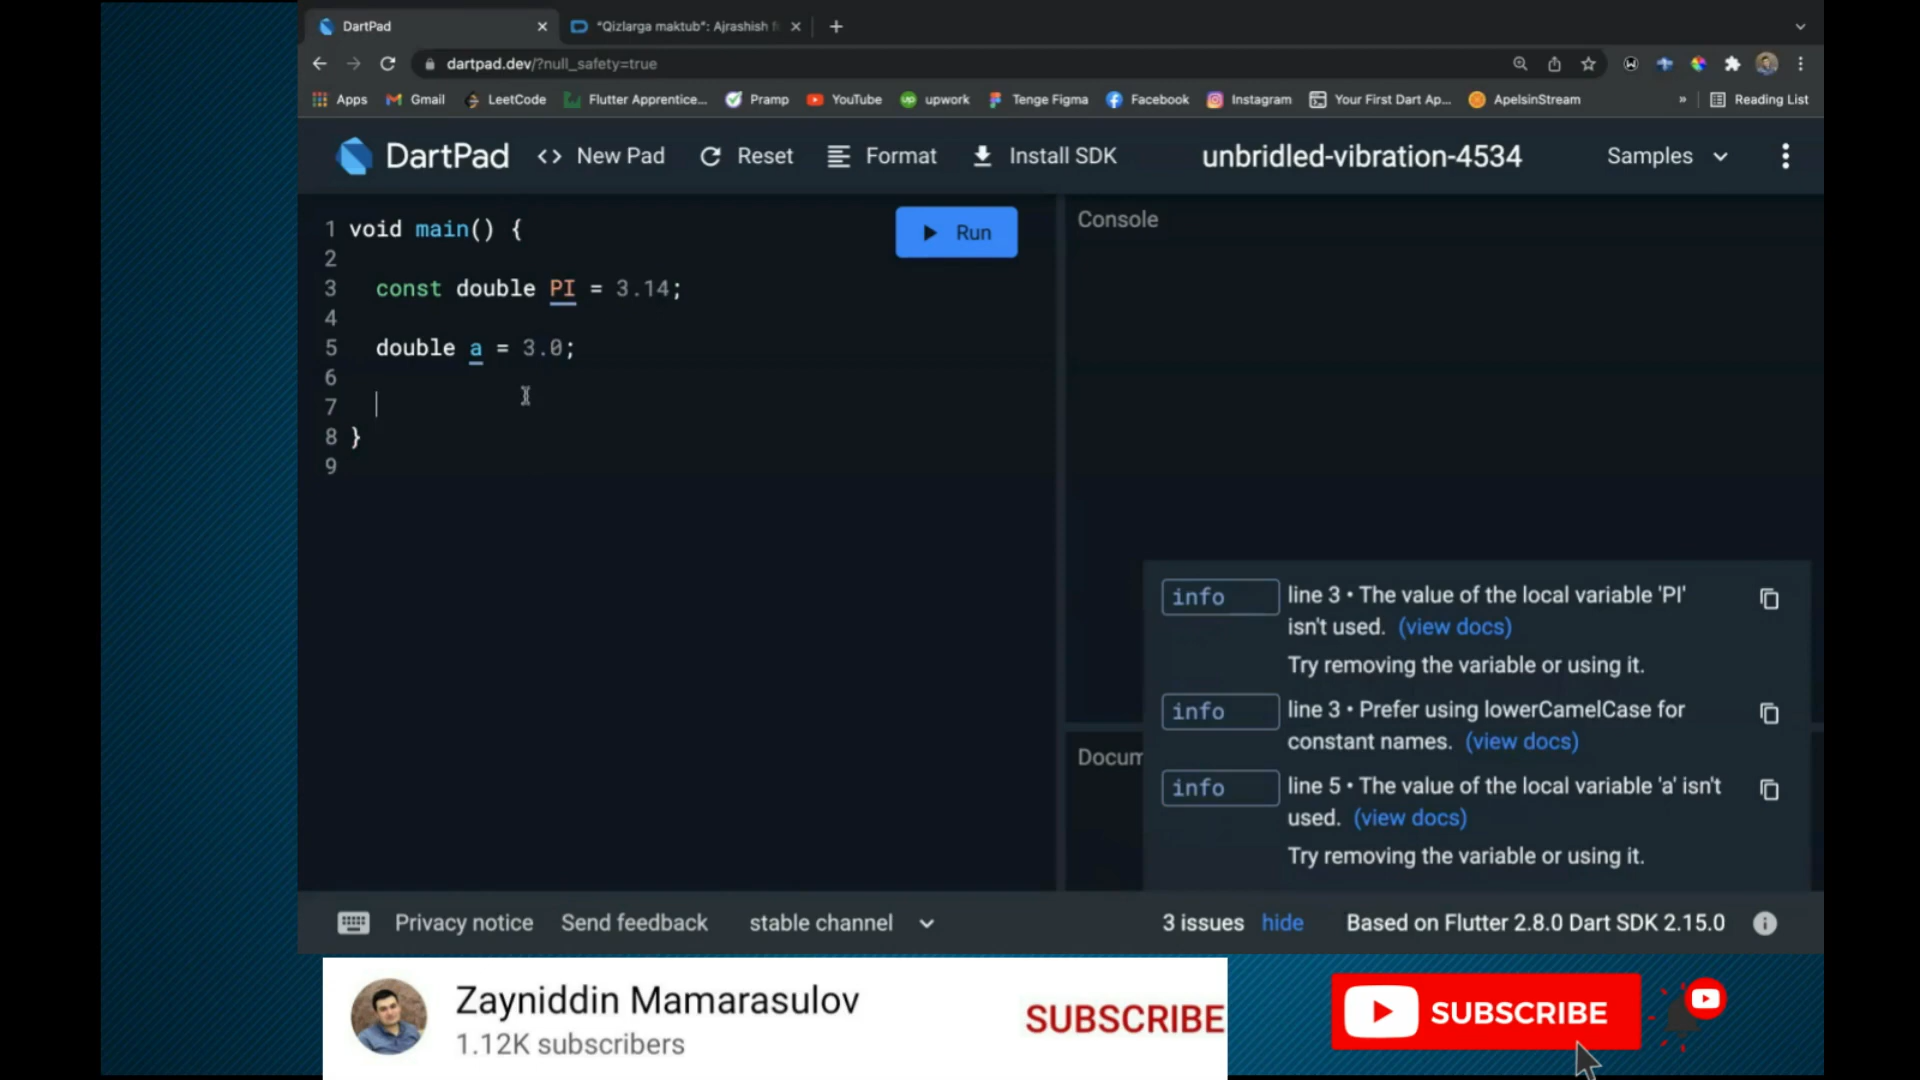 DartPad
"Qizlarga maktub": Ajrashish
dartpad.dev/?null_safety=true
Apps Gmail LeetCode Flutter Apprentice... Pramp YouTube upwork Tenge Figma Facebook Instagram Your First Dart Ap... ApelsinStream » Reading List
DartPad <> New Pad Reset Format Install SDK unbridled-vibration-4534 Samples
1 void main() {
2
3 const double PI = 3.14;
4
5 double a = 3.0;
6
7
8 }
9
Run
Console
info line 3 • The value of the local variable 'PI'
isn't used. (view docs)
Try removing the variable or using it.
info line 3 • Prefer using lowerCamelCase for
constant names. (view docs)
Docum
info line 5 • The value of the local variable 'a' isn't
used. (view docs)
Try removing the variable or using it.
Privacy notice Send feedback stable channel 3 issues hide Based on Flutter 2.8.0 Dart SDK 2.15.0
Zayniddin Mamarasulov
1.12K subscribers
SUBSCRIBE
SUBSCRIBE